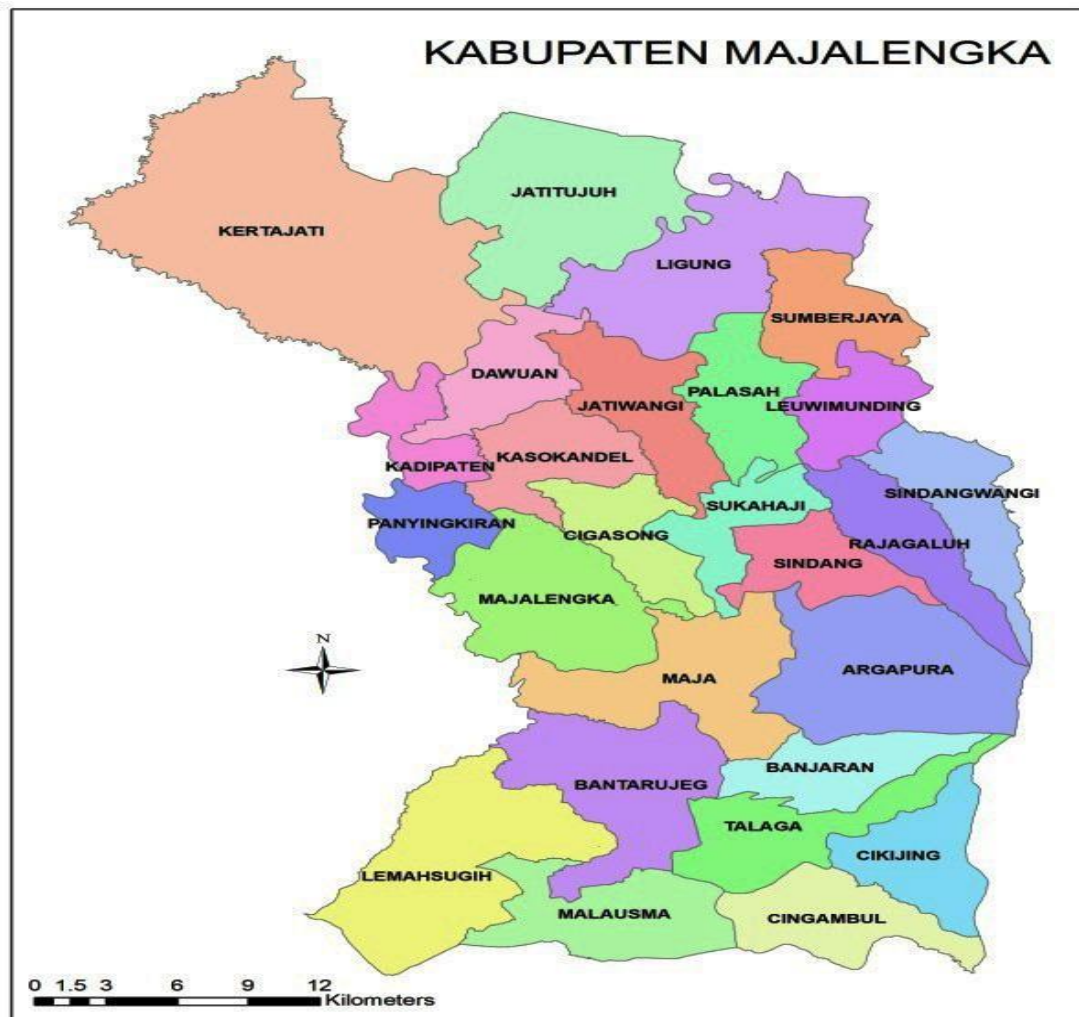 KABUPATEN MAJALENGKA
KERTAJATI
JATITUJUH
LIGUNG
SUMBERJAYA
DAWUAN
JATIWANGI
PALASAH
LEUWIMUNDING
KADIPATEN
KASOKANDEL
SINDANGWANGI
PANYINGKIRAN
CIGASONG
SUKAHAJI
RAJAGALUH
SINDANG
MAJALENGKA
N
MAJA
ARGAPURA
BANTARUJEG
BANJARAN
TALAGA
CIKIJING
LEMAHSUGIH
MALAUSMA
CINGAMBUL
0 1.5 3 6 9 12
Kilometers